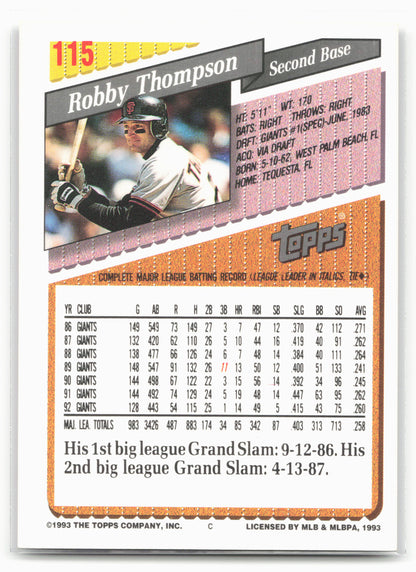 115
Robby Thompson
Second Base
HT: 5'11" WT: 170
BATS: RIGHT THROWS: RIGHT
DRFT: GIANTS #1(SPEC)-JUNE, 1983
ACQ: VIA DRAFT
BORN: 5-10-62, WEST PALM BEACH, FL
HOME: TEQUESTA, FL
Topps
COMPLETE MAJOR LEAGUE BATTING RECORD (LEAGUE LEADER IN ITALICS, TIE◆)
YR CLUB G AB R H 2B 3B HR RBI SB SLG BB SO AVG
86 GIANTS 149 549 73 149 27 3 7 47 12 .370 42 112 .271
87 GIANTS 132 420 62 110 26 5 10 44 16 .419 40 91 .262
88 GIANTS 138 477 66 126 24 6 7 48 14 .384 40 111 .264
89 GIANTS 148 547 91 132 26 11 13 50 12 .400 51 133 .241
90 GIANTS 144 498 67 122 22 3 15 56 14 .392 34 96 .245
91 GIANTS 144 492 74 129 24 5 19 48 14 .447 63 95 .262
92 GIANTS 128 443 54 115 25 1 14 49 5 .415 43 75 .260
MAJ. LEA. TOTALS 983 3426 487 883 174 34 85 342 87 .403 313 713 .258
His 1st big league Grand Slam: 9-12-86. His
2nd big league Grand Slam: 4-13-87.
©1993 THE TOPPS COMPANY, INC. C LICENSED BY MLB & MLBPA, 1993